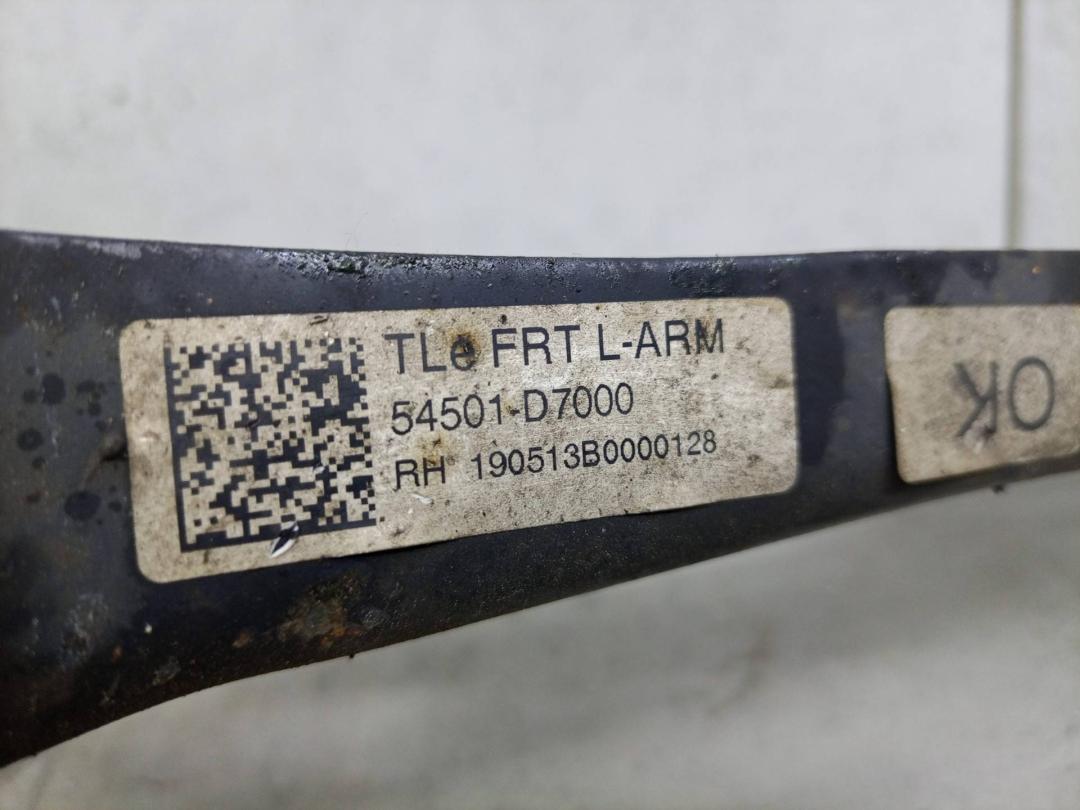 TLe FRT L-ARM
54501-D7000
RH 190513B0000128
OK